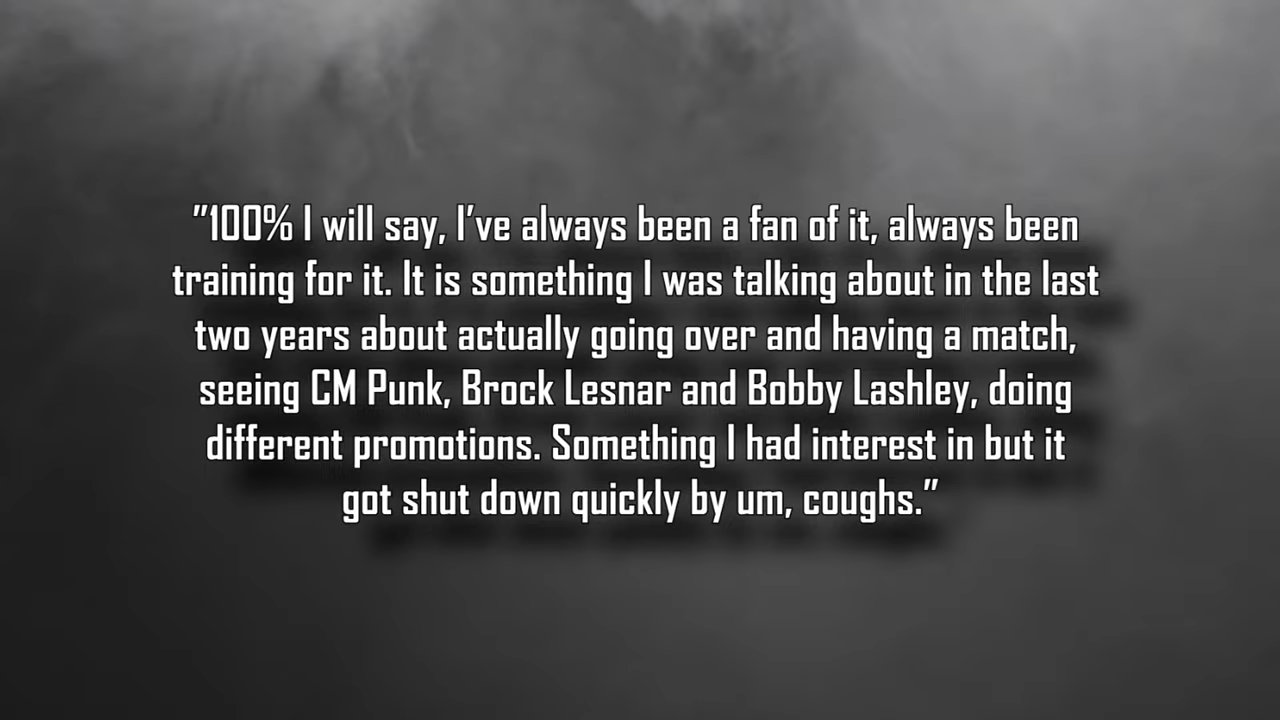 ”100% I will say, I’ve always been a fan of it, always been
training for it. It is something I was talking about in the last
two years about actually going over and having a match,
seeing CM Punk, Brock Lesnar and Bobby Lashley, doing
different promotions. Something I had interest in but it
got shut down quickly by um, coughs.”